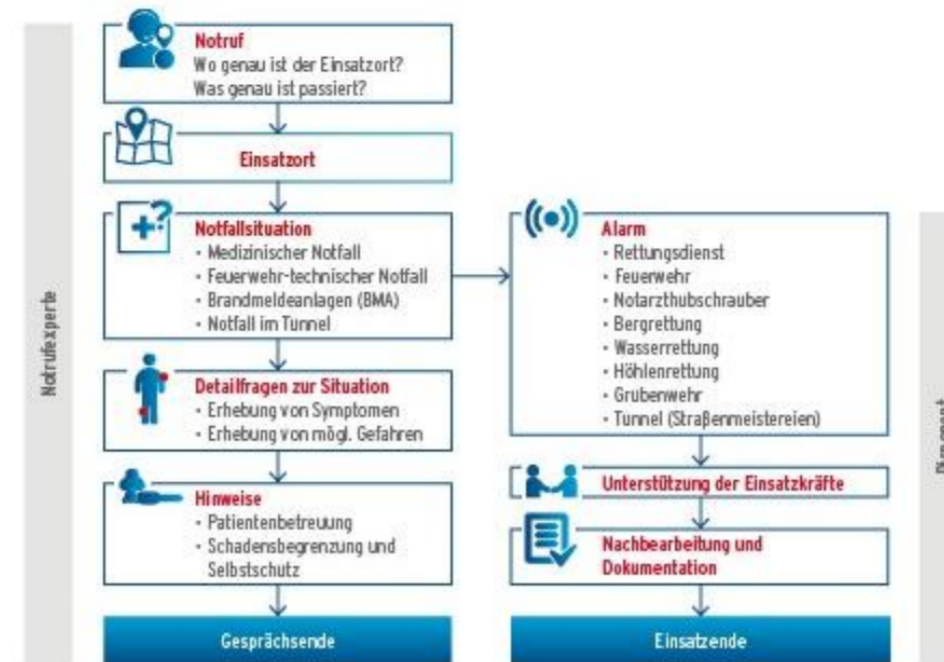 Notrufexperte
Notruf
Wo genau ist der Einsatzort?
Was genau ist passiert?
Einsatzort
Notfallsituation
• Medizinischer Notfall
• Feuerwehr-technischer Notfall
• Brandmeldeanlagen (BMA)
• Notfall im Tunnel
Detailfragen zur Situation
• Erhebung von Symptomen
• Erhebung von mögl. Gefahren
Hinweise
• Patientenbetreuung
• Schadensbegrenzung und
Selbstschutz
Gesprächsende
Alarm
• Rettungsdienst
• Feuerwehr
• Notarzthubschrauber
• Bergrettung
• Wasserrettung
• Höhlenrettung
• Grubenwehr
• Tunnel (Straßenmeistereien)
Unterstützung der Einsatzkräfte
Nachbearbeitung und
Dokumentation
Einsatzende